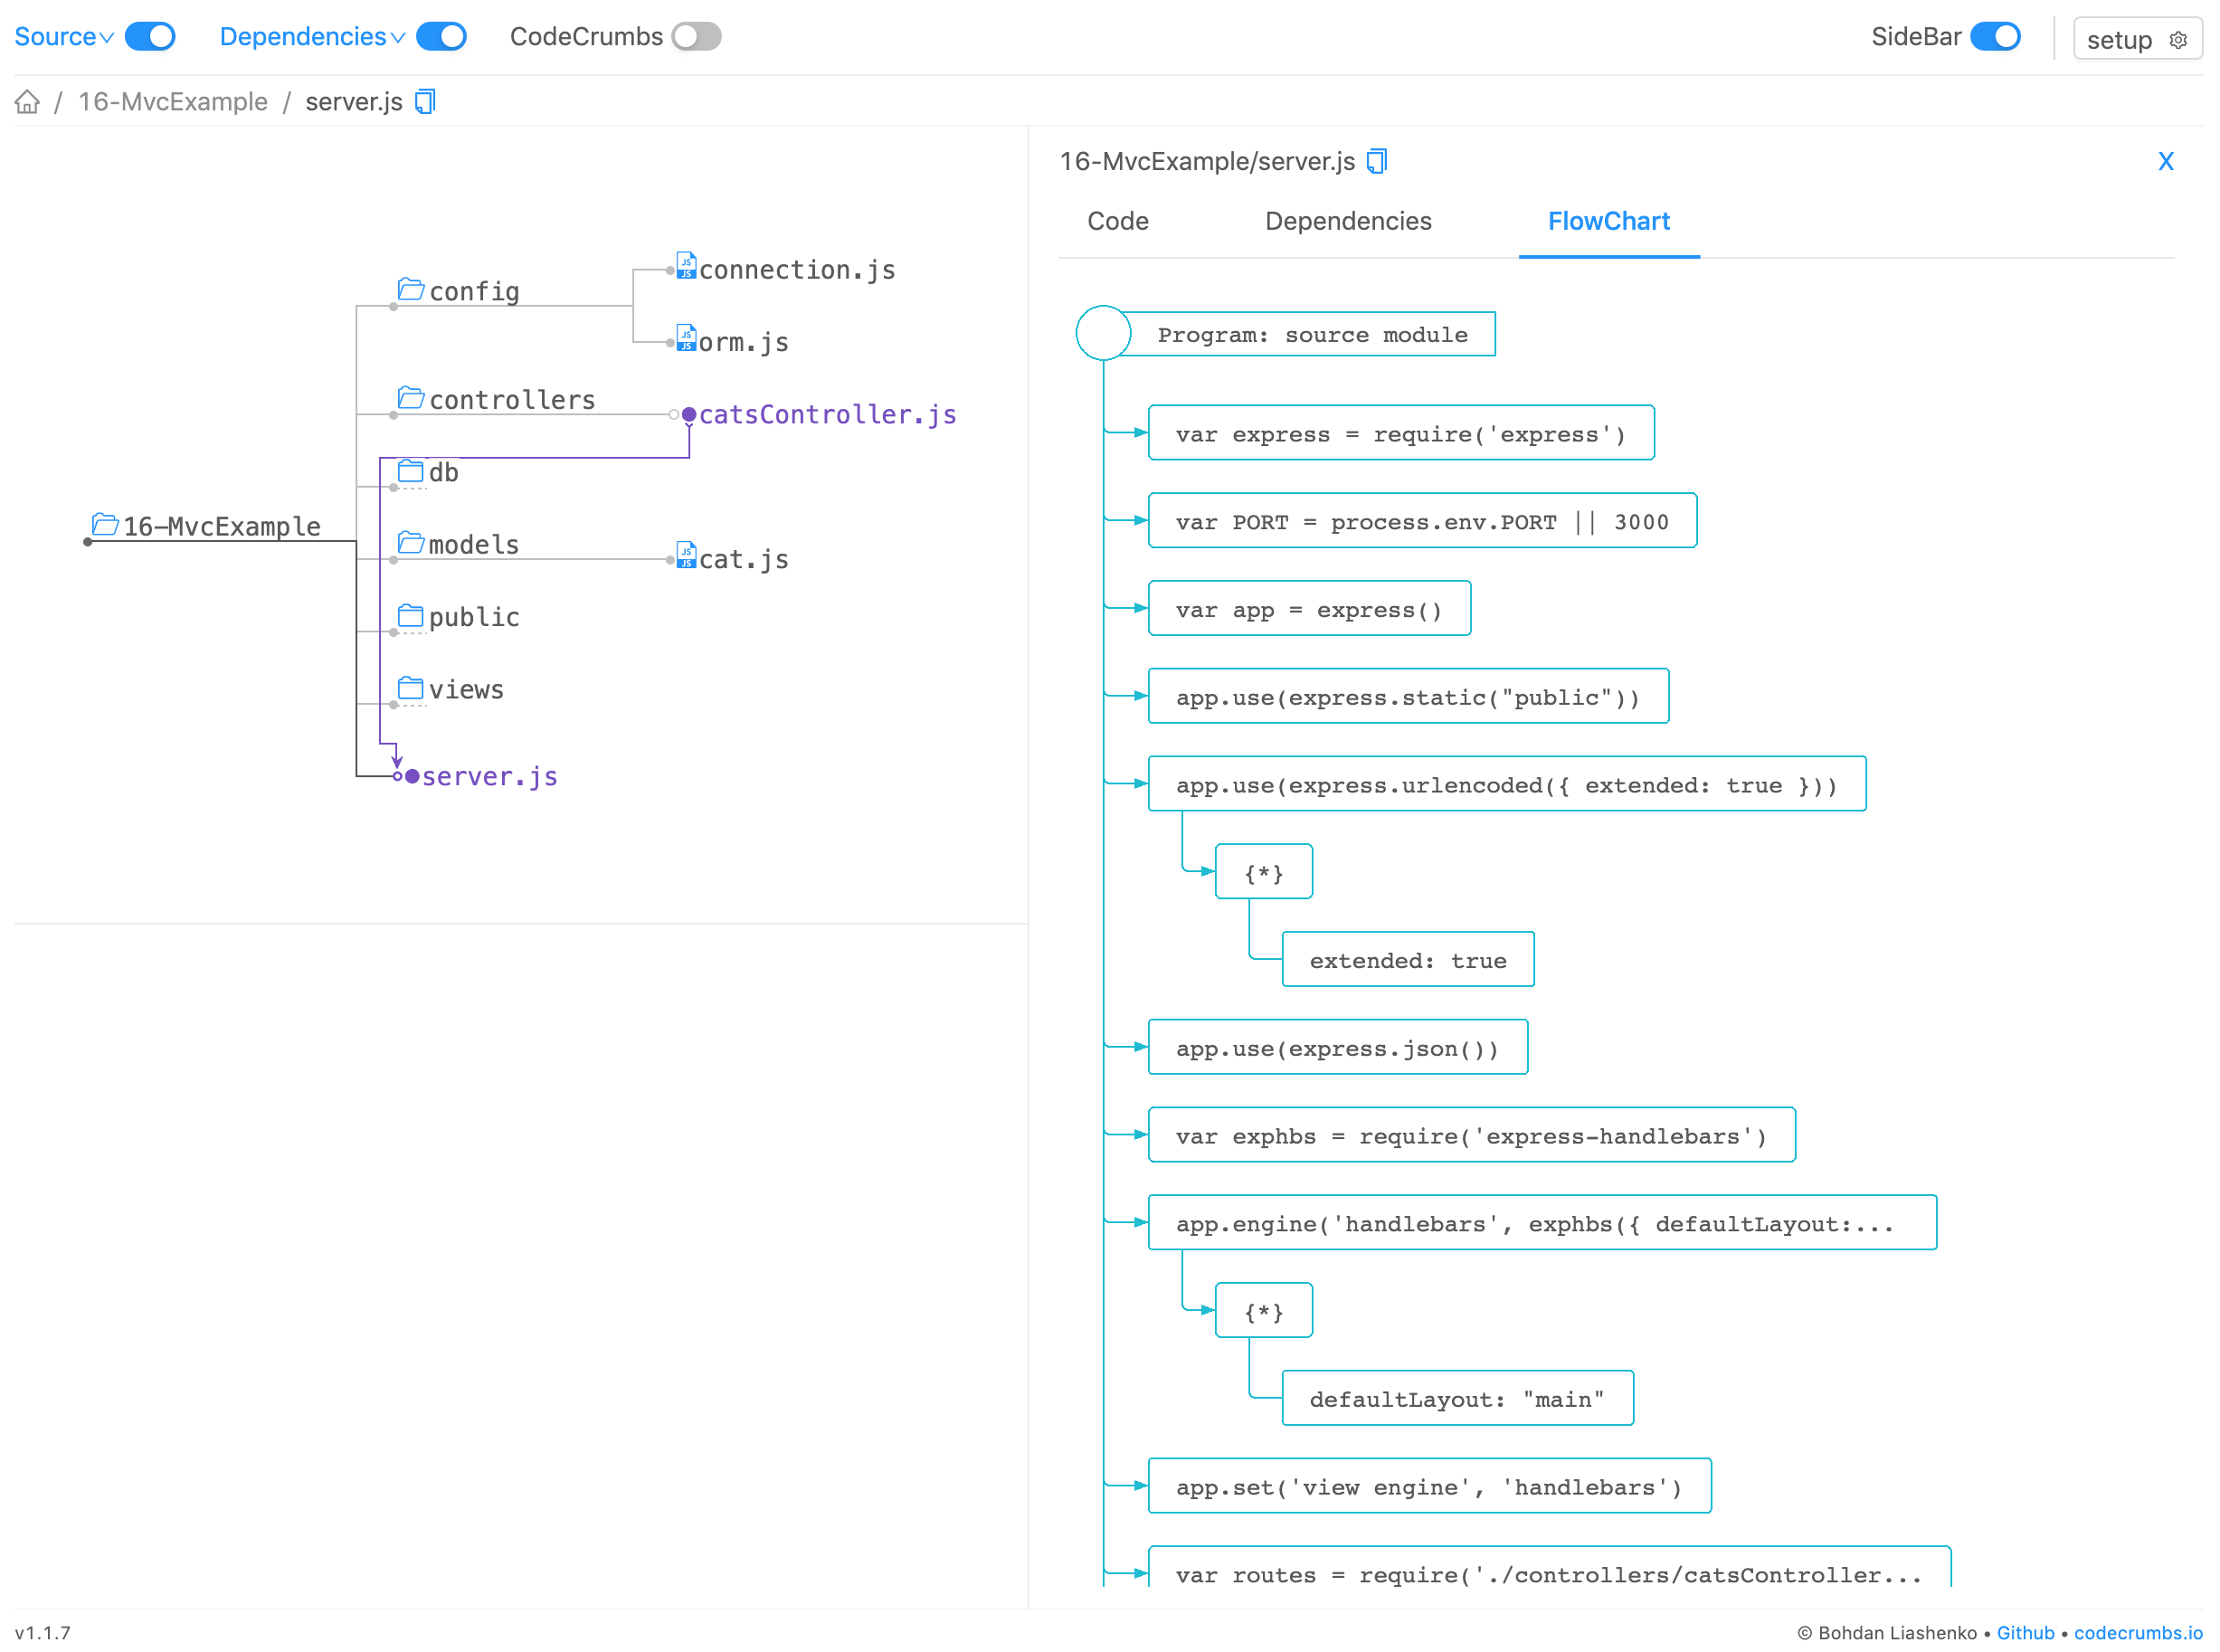 Source Dependencies CodeCrumbs SideBar setup
/ 16-MvcExample / server.js
16-MvcExample/server.js X
Code Dependencies FlowChart
config
connection.js
orm.js
controllers
catsController.js
db
16-MvcExample
models
cat.js
public
views
server.js
Program: source module
var express = require('express')
var PORT = process.env.PORT || 3000
var app = express()
app.use(express.static("public"))
app.use(express.urlencoded({ extended: true }))
{*}
extended: true
app.use(express.json())
var exphbs = require('express-handlebars')
app.engine('handlebars', exphbs({ defaultLayout:...
{*}
defaultLayout: "main"
app.set('view engine', 'handlebars')
var routes = require('./controllers/catsController...
v1.1.7 © Bohdan Liashenko • Github • codecrumbs.io